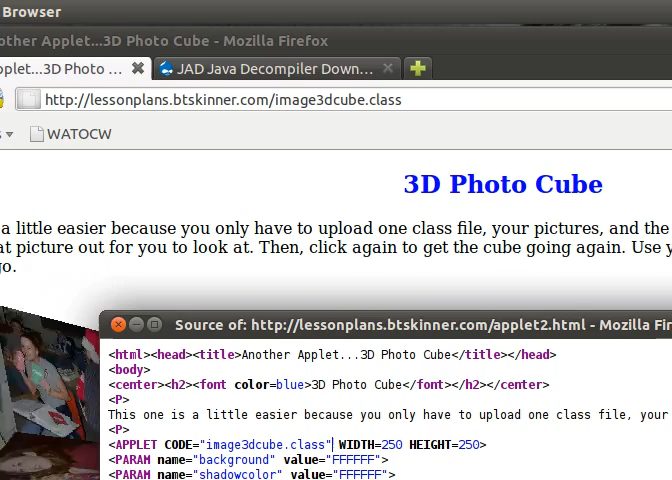 Browser
other Applet...3D Photo Cube - Mozilla Firefox
pplet...3D Photo ...
JAD Java Decompiler Down...
http://lessonplans.btskinner.com/image3dcube.class
s
WATOCW
3D Photo Cube
a little easier because you only have to upload one class file, your pictures, and the
at picture out for you to look at. Then, click again to get the cube going again. Use y
go.
Source of: http://lessonplans.btskinner.com/applet2.html - Mozilla Fir
<html><head><title>Another Applet...3D Photo Cube</title></head>
<body>
<center><h2><font color=blue>3D Photo Cube</font></h2></center>
<P>
This one is a little easier because you only have to upload one class file, your
<P>
<APPLET CODE="image3dcube.class" WIDTH=250 HEIGHT=250>
<PARAM name="background" value="FFFFFF">
<PARAM name="shadowcolor" value="FFFFFF">